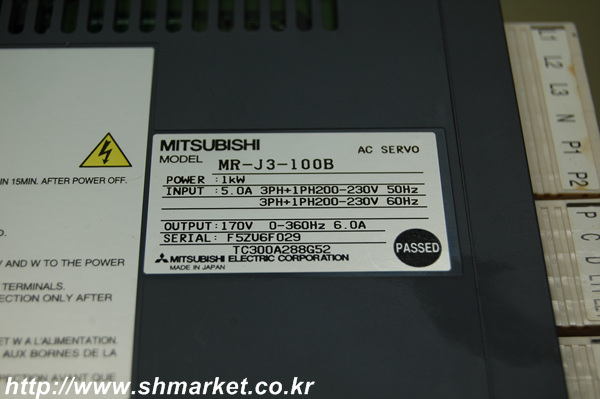 MITSUBISHI
MODEL MR-J3-100B AC SERVO
POWER :1kW
INPUT :5.0A 3PH+1PH200-230V 50Hz
3PH+1PH200-230V 60Hz
OUTPUT:170V 0-360Hz 6.0A
SERIAL: F5ZU6F029
TC300A288G52
PASSED
MITSUBISHI ELECTRIC CORPORATION
MADE IN JAPAN
IN 15MIN. AFTER POWER OFF.
V AND W TO THE POWER
TERMINALS.
ECTION ONLY AFTER
ET W A L'ALIMENTATION.
AUX BORNES DE LA
L1
L2
L3
N
P1
P2
P
C
D
http://www.shmarket.co.kr